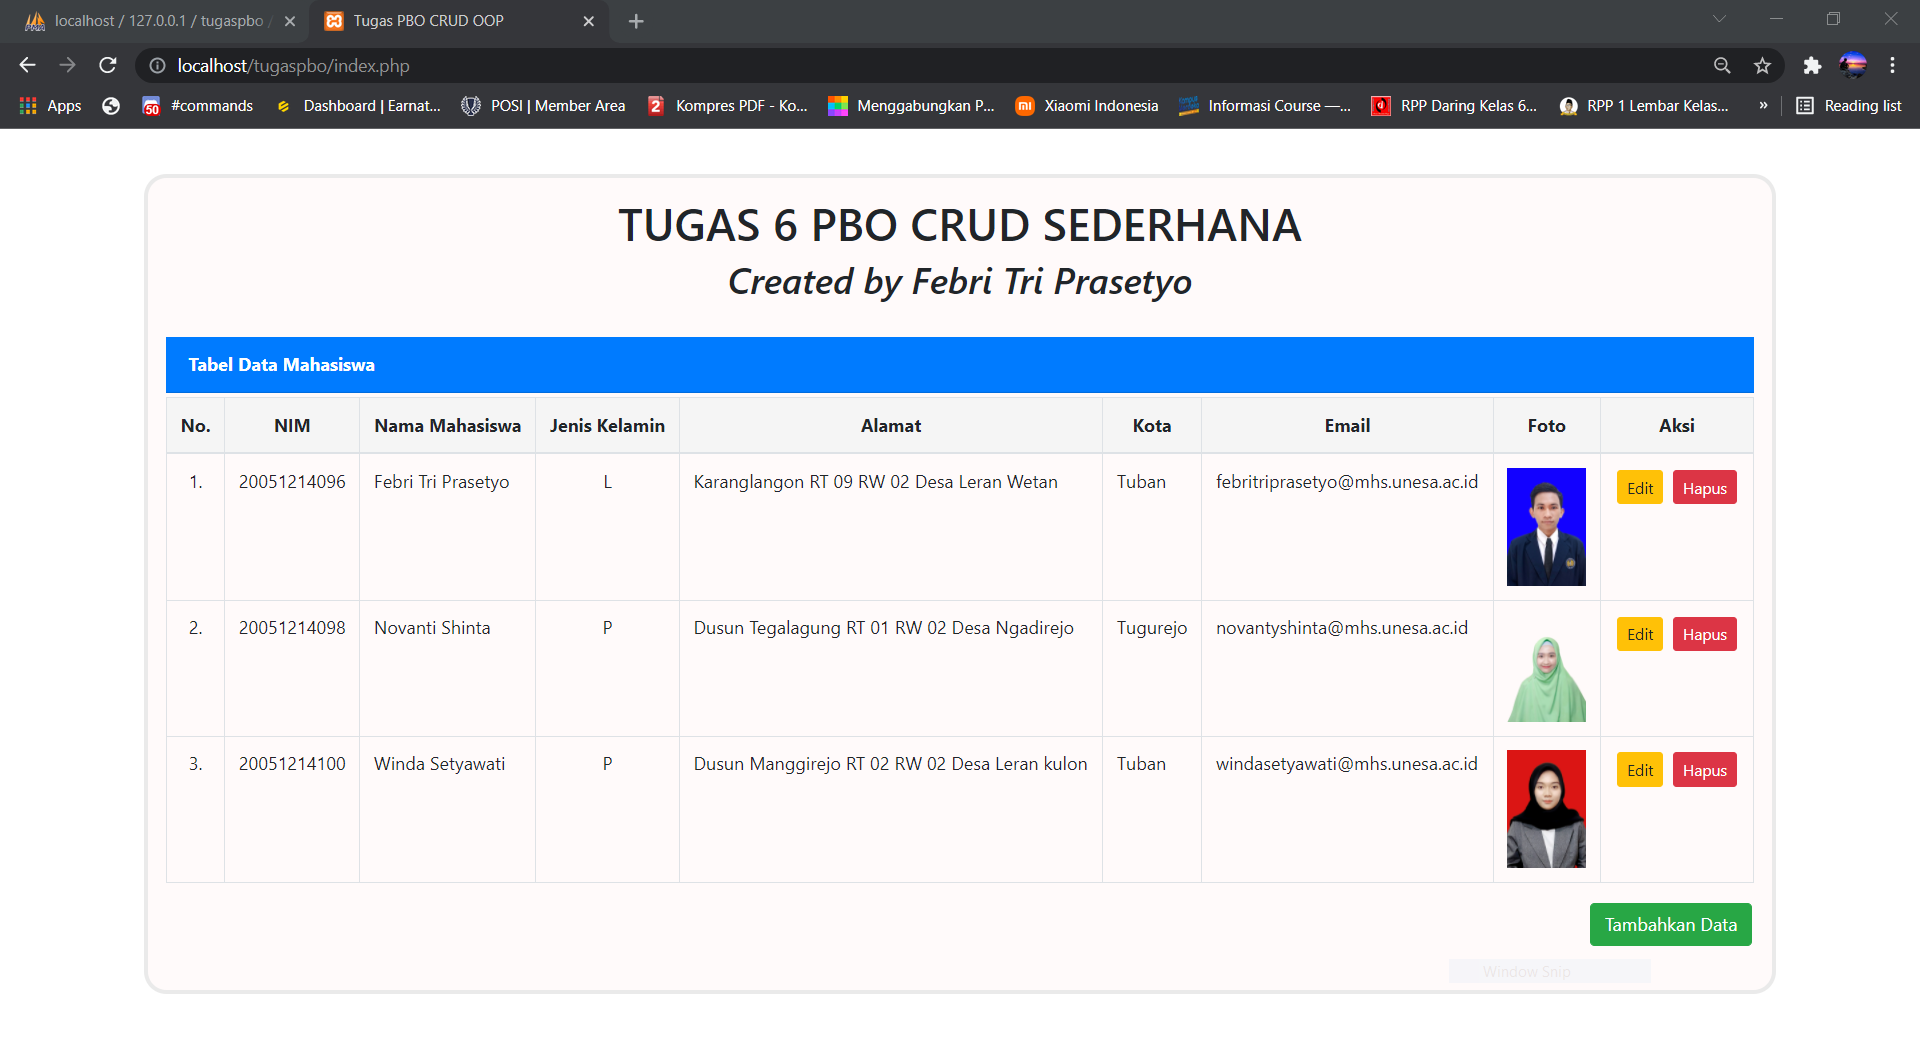 localhost / 127.0.0.1 / tugaspbo /
Tugas PBO CRUD OOP
localhost/tugaspbo/index.php
Apps
#commands
Dashboard | Earnat...
POSI | Member Area
Kompres PDF - Ko...
Menggabungkan P...
Xiaomi Indonesia
Informasi Course —...
RPP Daring Kelas 6...
RPP 1 Lembar Kelas...
»
Reading list
TUGAS 6 PBO CRUD SEDERHANA
Created by Febri Tri Prasetyo
Tabel Data Mahasiswa
No. NIM Nama Mahasiswa Jenis Kelamin Alamat Kota Email Foto Aksi
1. 20051214096 Febri Tri Prasetyo L Karanglangon RT 09 RW 02 Desa Leran Wetan Tuban febritriprasetyo@mhs.unesa.ac.id Edit Hapus
2. 20051214098 Novanti Shinta P Dusun Tegalagung RT 01 RW 02 Desa Ngadirejo Tugurejo novantyshinta@mhs.unesa.ac.id Edit Hapus
3. 20051214100 Winda Setyawati P Dusun Manggirejo RT 02 RW 02 Desa Leran kulon Tuban windasetyawati@mhs.unesa.ac.id Edit Hapus
Tambahkan Data
Window Snip